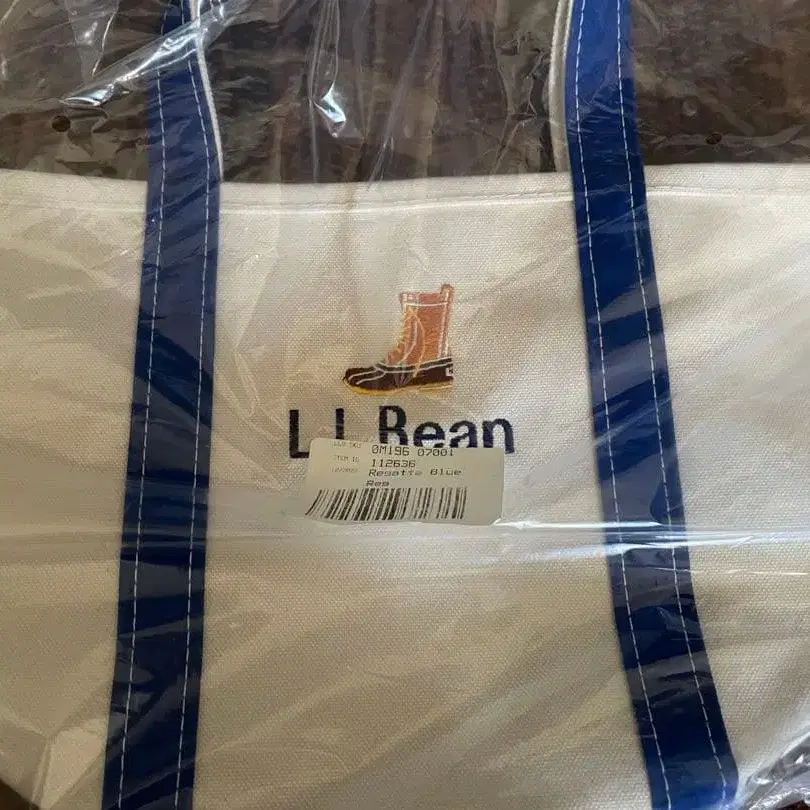 L.L.Bean
0M196 07001
112636
Regatta Blue
Reg